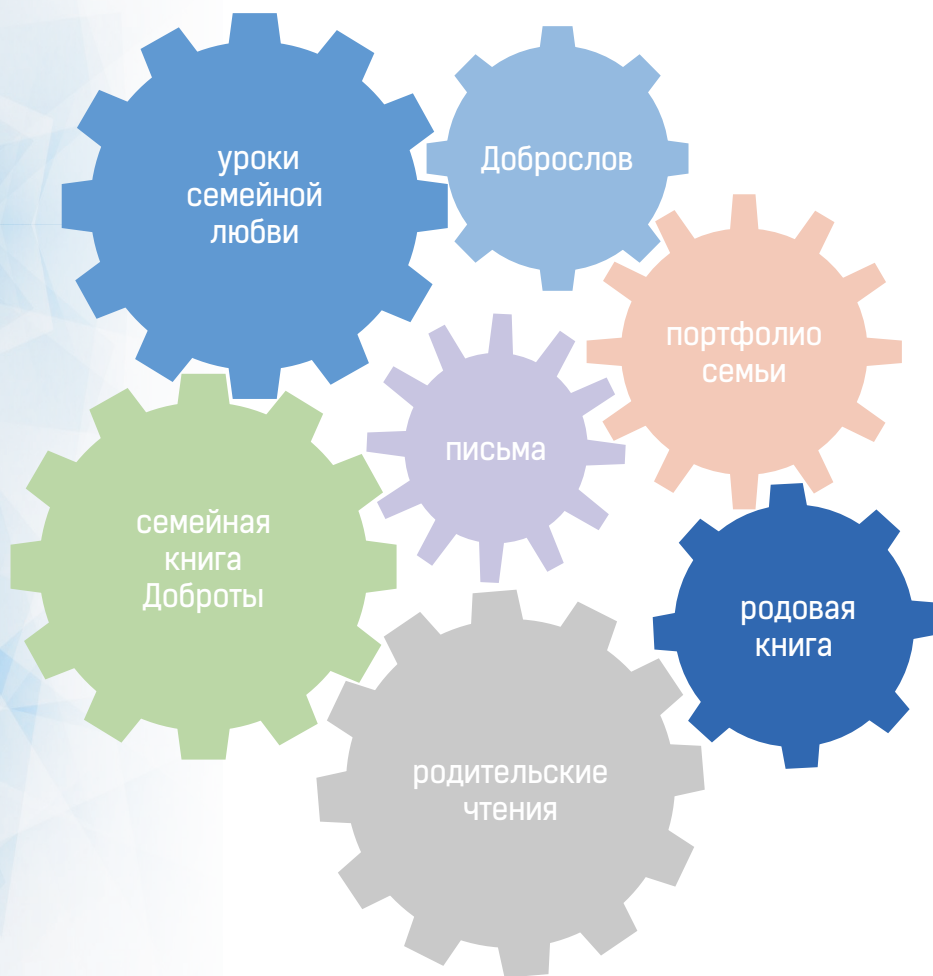 уроки
семейной
любви
Доброслов
портфолио
семьи
письма
семейная
книга
Доброты
родовая
книга
родительские
чтения